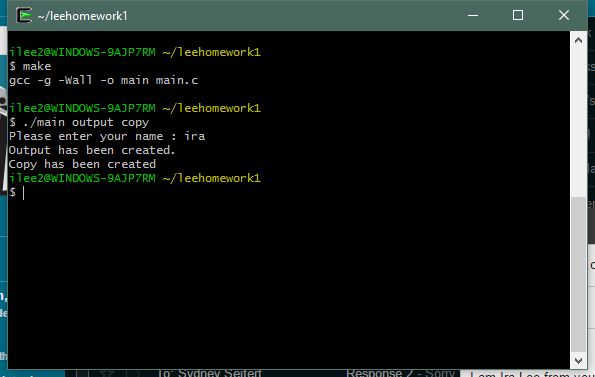 ~/leehomework1
ilee2@WINDOWS-9AJP7RM ~/leehomework1
$ make
gcc -g -Wall -o main main.c
ilee2@WINDOWS-9AJP7RM ~/leehomework1
$ ./main output copy
Please enter your name : ira
Output has been created.
Copy has been created
ilee2@WINDOWS-9AJP7RM ~/leehomework1
$
To: Sydney Seifert
Response 2 - Sorry
I am Ira Lee from you